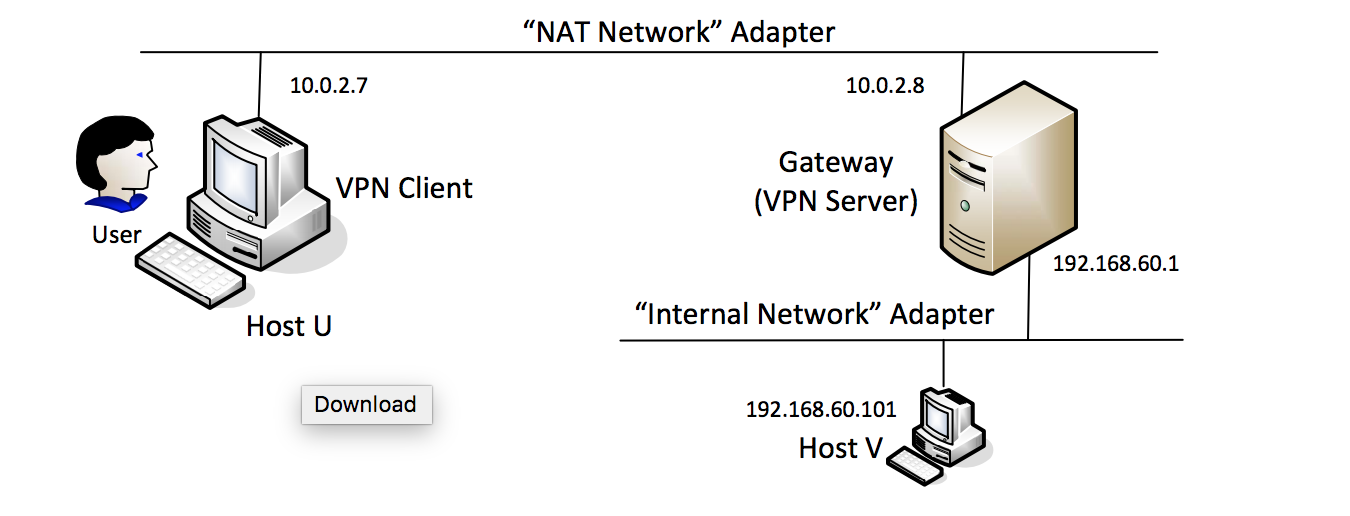 “NAT Network” Adapter
10.0.2.7
10.0.2.8
Gateway
(VPN Server)
VPN Client
User
192.168.60.1
Host U
“Internal Network” Adapter
Download
192.168.60.101
Host V